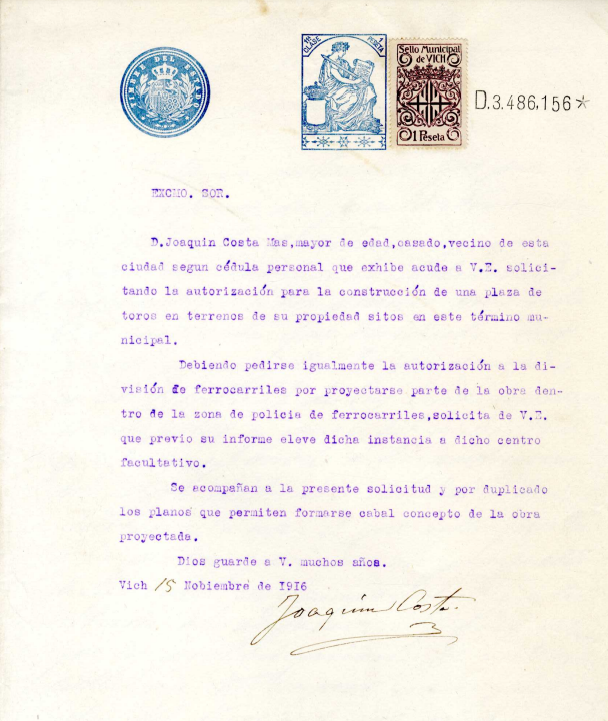 TIMBRE DEL ESTADO
11ª CLASE 1 PESETA
Sello Municipal
de VICH
1 Peseta
D.3.486,156*
EXCMO. SOR.
D.Joaquin Costa Mas,mayor de edad,casado,vecino de esta
ciudad segun cédula personal que exhibe acude a V.E. solici-
tando la autorización para la construcción de una plaza de
toros en terrenos de su propiedad sitos en este término mu-
nicipal.
Debiendo pedirse igualmente la autorización a la di-
visión de ferrocarriles por proyectarse parte de la obra den-
tro de la zona de policia de ferrocarriles,solicita de V.E.
que previo su informe eleve dicha instancia a dicho centro
facultativo.
Se acompañan a la presente solicitud y por duplicado
los planos que permiten formarse cabal concepto de la obra
proyectada.
Dios guarde a V. muchos años.
Vich 15 Nobiembre de 1916
Joaquin Costa.